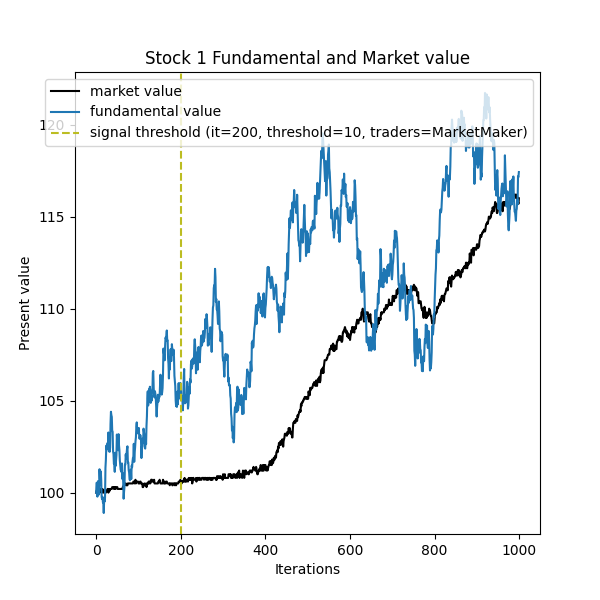 Stock 1 Fundamental and Market value
market value
fundamental value
signal threshold (it=200, threshold=10, traders=MarketMaker)
120
115
110
105
100
Present value
0 200 400 600 800 1000
Iterations